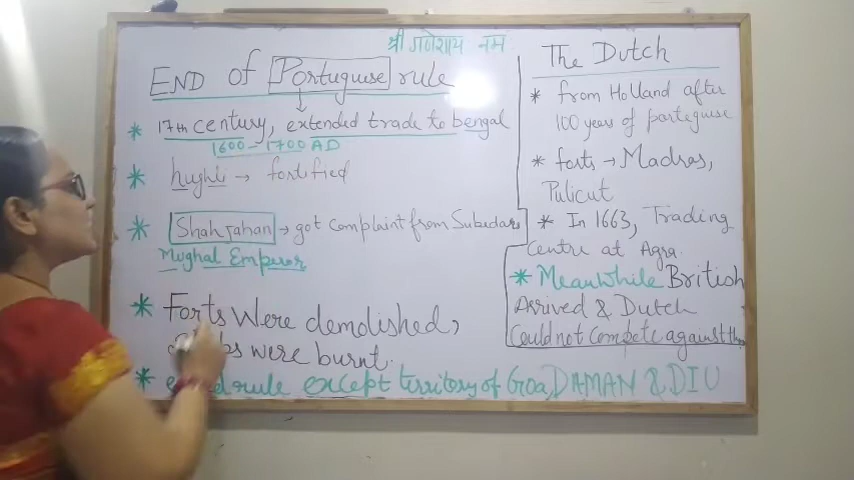 श्री गणेशाय नमः
END of Portuguese rule
* 17th century, extended trade to bengal
1600 - 1700 AD
* hughli → fortified
* Shah Jahan → got complaint from Subedars
Mughal Emperor
* Forts Were demolished,
were burnt.
* rule except territory of GOA, DAMAN & DIU
The Dutch
* from Holland after
100 years of porteguise
* forts → Madras,
Pulicut
* In 1663, Trading
Centre at Agra.
* Meanwhile British
Arrived & Dutch
Could not Compete against